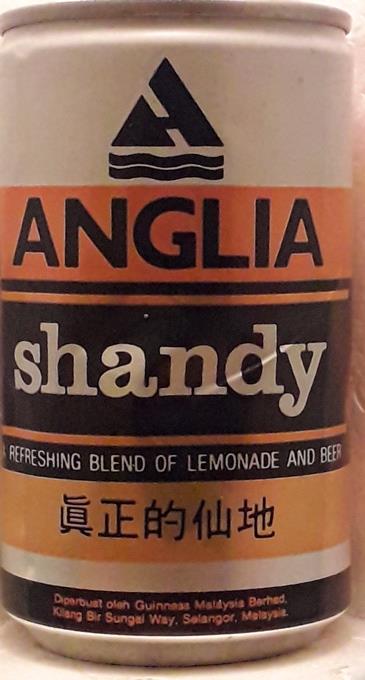 ANGLIA
shandy
A REFRESHING BLEND OF LEMONADE AND BEER
眞正的仙地
Diperbuat oleh Guinness Malaysia Berhad,
Kilang Bir Sungai Way, Selangor, Malaysia.